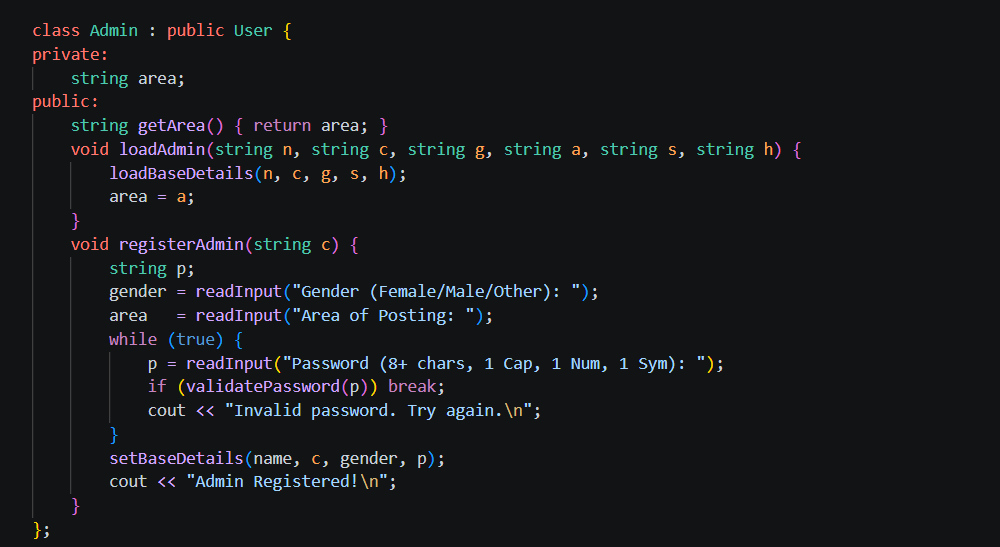 class Admin : public User {
private:
    string area;
public:
    string getArea() { return area; }
    void loadAdmin(string n, string c, string g, string a, string s, string h) {
        loadBaseDetails(n, c, g, s, h);
        area = a;
    }
    void registerAdmin(string c) {
        string p;
        gender = readInput("Gender (Female/Male/Other): ");
        area   = readInput("Area of Posting: ");
        while (true) {
            p = readInput("Password (8+ chars, 1 Cap, 1 Num, 1 Sym): ");
            if (validatePassword(p)) break;
            cout << "Invalid password. Try again.\n";
        }
        setBaseDetails(name, c, gender, p);
        cout << "Admin Registered!\n";
    }
};